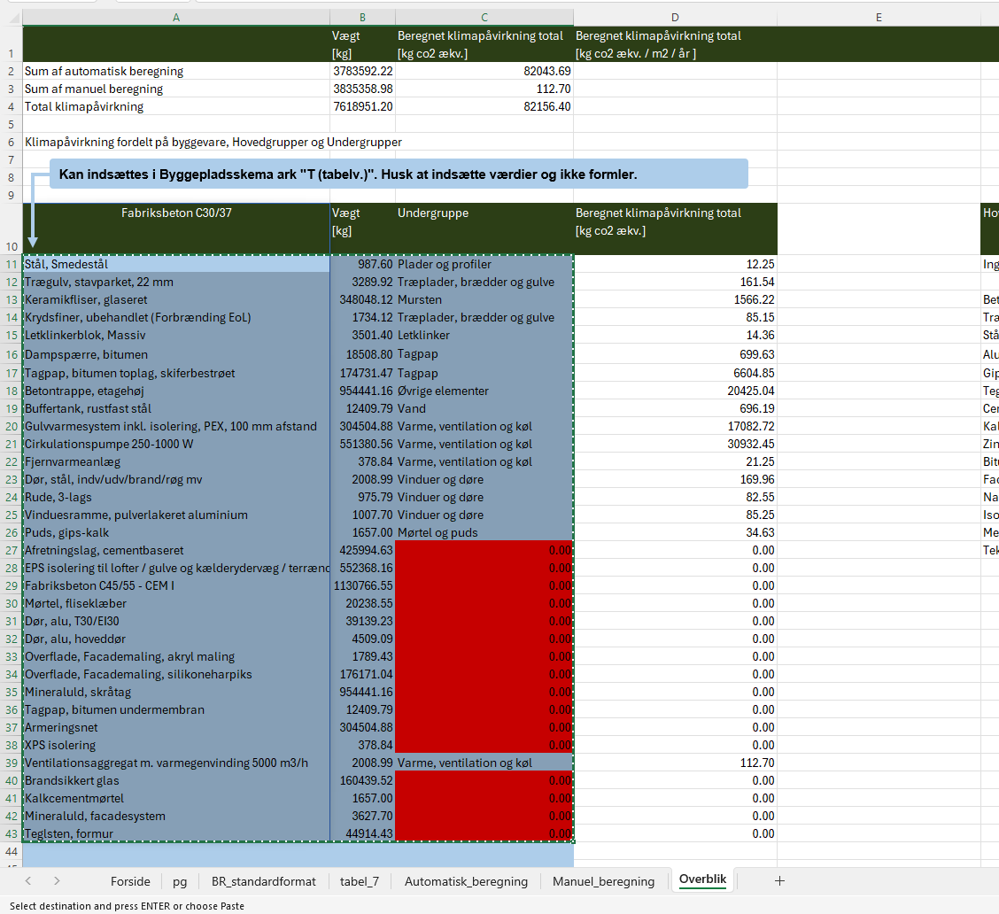 A B C D E
Vægt Beregnet klimapåvirkning total Beregnet klimapåvirkning total
1 [kg] [kg co2 ækv.] [kg co2 ækv. / m2 / år ]
2 Sum af automatisk beregning 3783592.22 82043.69
3 Sum af manuel beregning 3835358.98 112.70
4 Total klimapåvirkning 7618951.20 82156.40
5
6 Klimapåvirkning fordelt på byggevare, Hovedgrupper og Undergrupper
7
8 Kan indsættes i Byggepladsskema ark "T (tabelv.)". Husk at indsætte værdier og ikke formler.
9
Fabriksbeton C30/37 Vægt Undergruppe Beregnet klimapåvirkning total Ho
[kg] [kg co2 ækv.]
10
11 Stål, Smedestål 987.60 Plader og profiler 12.25 Ing
12 Trægulv, stavparket, 22 mm 3289.92 Træplader, brædder og gulve 161.54
13 Keramikfliser, glaseret 348048.12 Mursten 1566.22 Bet
14 Krydsfiner, ubehandlet (Forbrænding EoL) 1734.12 Træplader, brædder og gulve 85.15 Træ
15 Letklinkerblok, Massiv 3501.40 Letklinker 14.36 Stå
16 Dampspærre, bitumen 18508.80 Tagpap 699.63 Alu
17 Tagpap, bitumen toplag, skiferbestrøet 174731.47 Tagpap 6604.85 Gip
18 Betontrappe, etagehøj 954441.16 Øvrige elementer 20425.04 Teg
19 Buffertank, rustfast stål 12409.79 Vand 696.19 Cer
20 Gulvvarmesystem inkl. isolering, PEX, 100 mm afstand 304504.88 Varme, ventilation og køl 17082.72 Kal
21 Cirkulationspumpe 250-1000 W 551380.56 Varme, ventilation og køl 30932.45 Zin
22 Fjernvarmeanlæg 378.84 Varme, ventilation og køl 21.25 Bit
23 Dør, stål, indv/udv/brand/røg mv 2008.99 Vinduer og døre 169.96 Fac
24 Rude, 3-lags 975.79 Vinduer og døre 82.55 Na
25 Vinduesramme, pulverlakeret aluminium 1007.70 Vinduer og døre 85.25 Iso
26 Puds, gips-kalk 1657.00 Mørtel og puds 34.63 Me
27 Afretningslag, cementbaseret 425994.63 0.00 0.00 Tek
28 EPS isolering til lofter / gulve og kælderydervæg / terrænd 552368.16 0.00 0.00
29 Fabriksbeton C45/55 - CEM I 1130766.55 0.00 0.00
30 Mørtel, fliseklæber 20238.55 0.00 0.00
31 Dør, alu, T30/EI30 39139.23 0.00 0.00
32 Dør, alu, hoveddør 4509.09 0.00 0.00
33 Overflade, Facademaling, akryl maling 1789.43 0.00 0.00
34 Overflade, Facademaling, silikoneharpiks 176171.04 0.00 0.00
35 Mineraluld, skråtag 954441.16 0.00 0.00
36 Tagpap, bitumen undermembran 12409.79 0.00 0.00
37 Armeringsnet 304504.88 0.00 0.00
38 XPS isolering 378.84 0.00 0.00
39 Ventilationsaggregat m. varmegenvinding 5000 m3/h 2008.99 Varme, ventilation og køl 112.70
40 Brandsikkert glas 160439.52 0.00 0.00
41 Kalkcementmørtel 1657.00 0.00 0.00
42 Mineraluld, facadesystem 3627.70 0.00 0.00
43 Teglsten, formur 44914.43 0.00 0.00
44
Forside pg BR_standardformat tabel_7 Automatisk_beregning Manuel_beregning Overblik +
Select destination and press ENTER or choose Paste